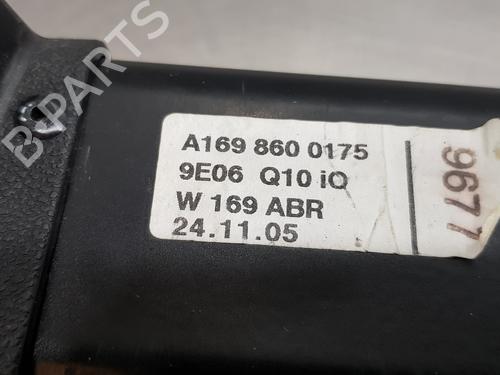 B-PARTS
A169 860 0175
9E06 Q10 iQ
W 169 ABR
24.11.05
9677